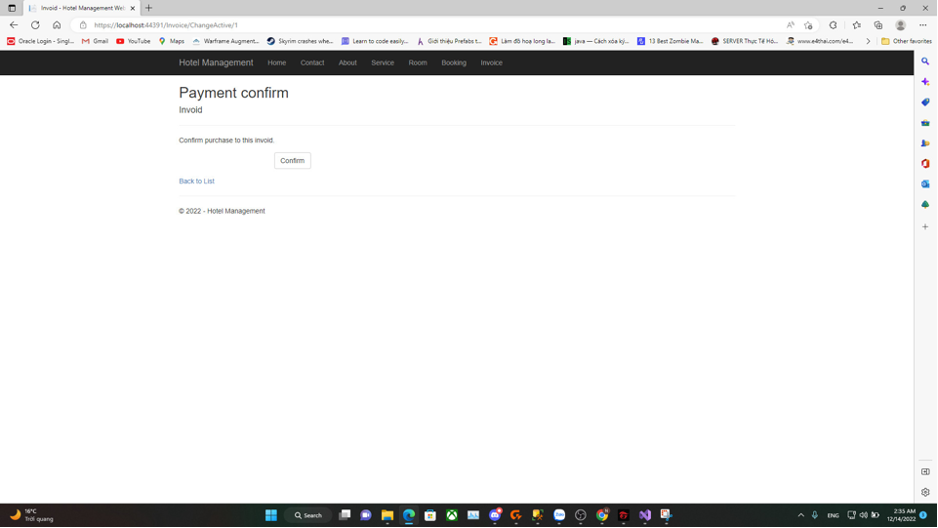 Invoid - Hotel Management Web
https://localhost:44391/Invoice/ChangeActive/1
Oracle Login - Singl...
Gmail
YouTube
Maps
Warframe Augment...
Skyrim crashes whe...
Learn to code easily...
Giới thiệu Prefabs t...
Làm đồ họa long la...
java — Cách xóa ký...
13 Best Zombie Ma...
SERVER Thực Tế Hó...
www.e4thai.com/e4...
Other favorites
Hotel Management
Home
Contact
About
Service
Room
Booking
Invoice
Payment confirm
Invoid
Confirm purchase to this invoid.
Confirm
Back to List
© 2022 - Hotel Management
16°C
Trời quang
Search
ENG
2:35 AM
12/14/2022